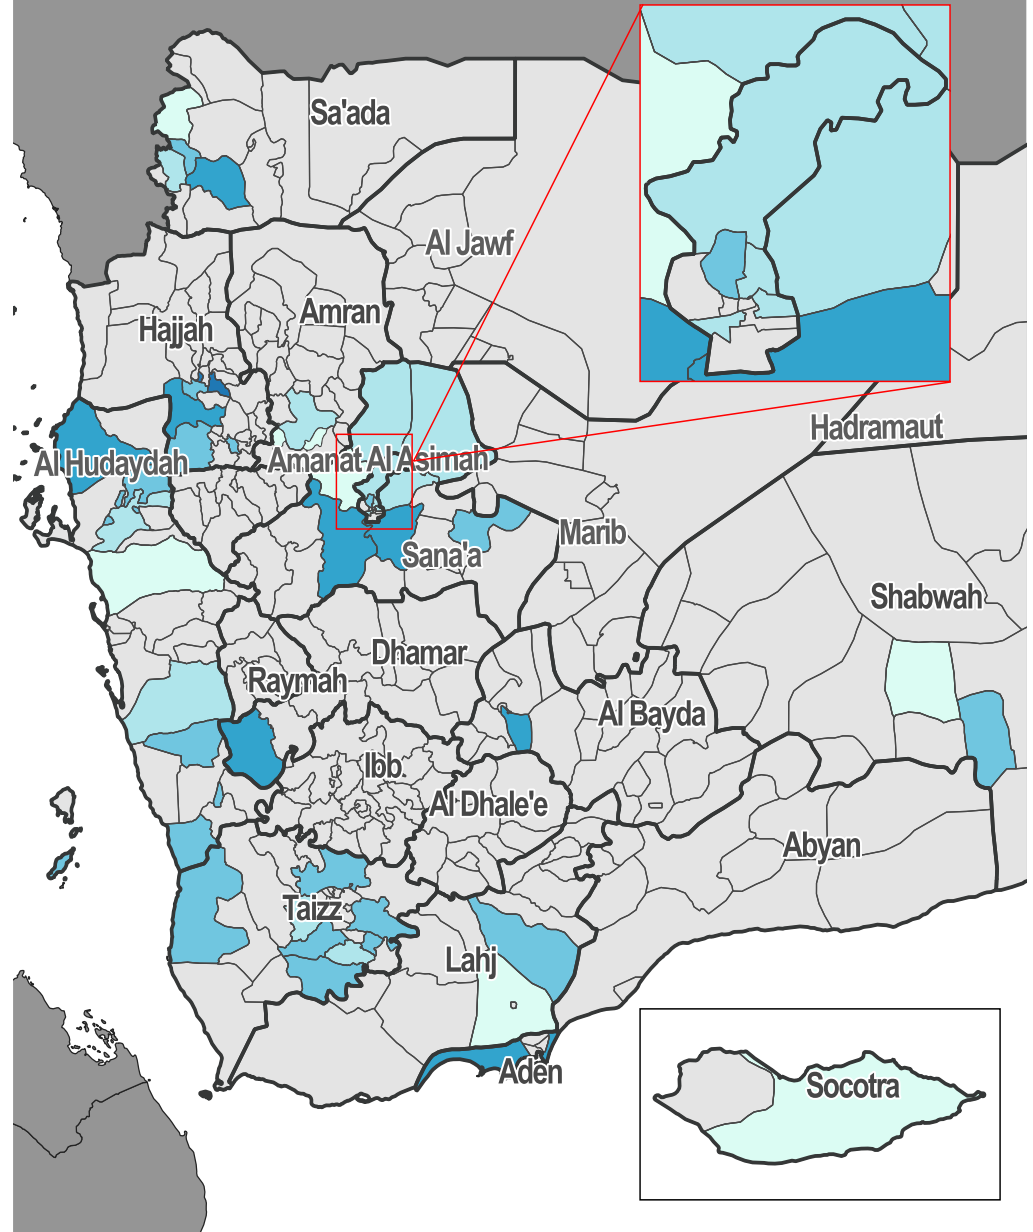 Sa'ada
Al Jawf
Amran
Hajjah
Hadramaut
Al Hudaydah
Amanat Al Asimah
Marib
Sana'a
Shabwah
Dhamar
Raymah
Al Bayda
Ibb
Al Dhale'e
Abyan
Taizz
Lahj
Aden
Socotra